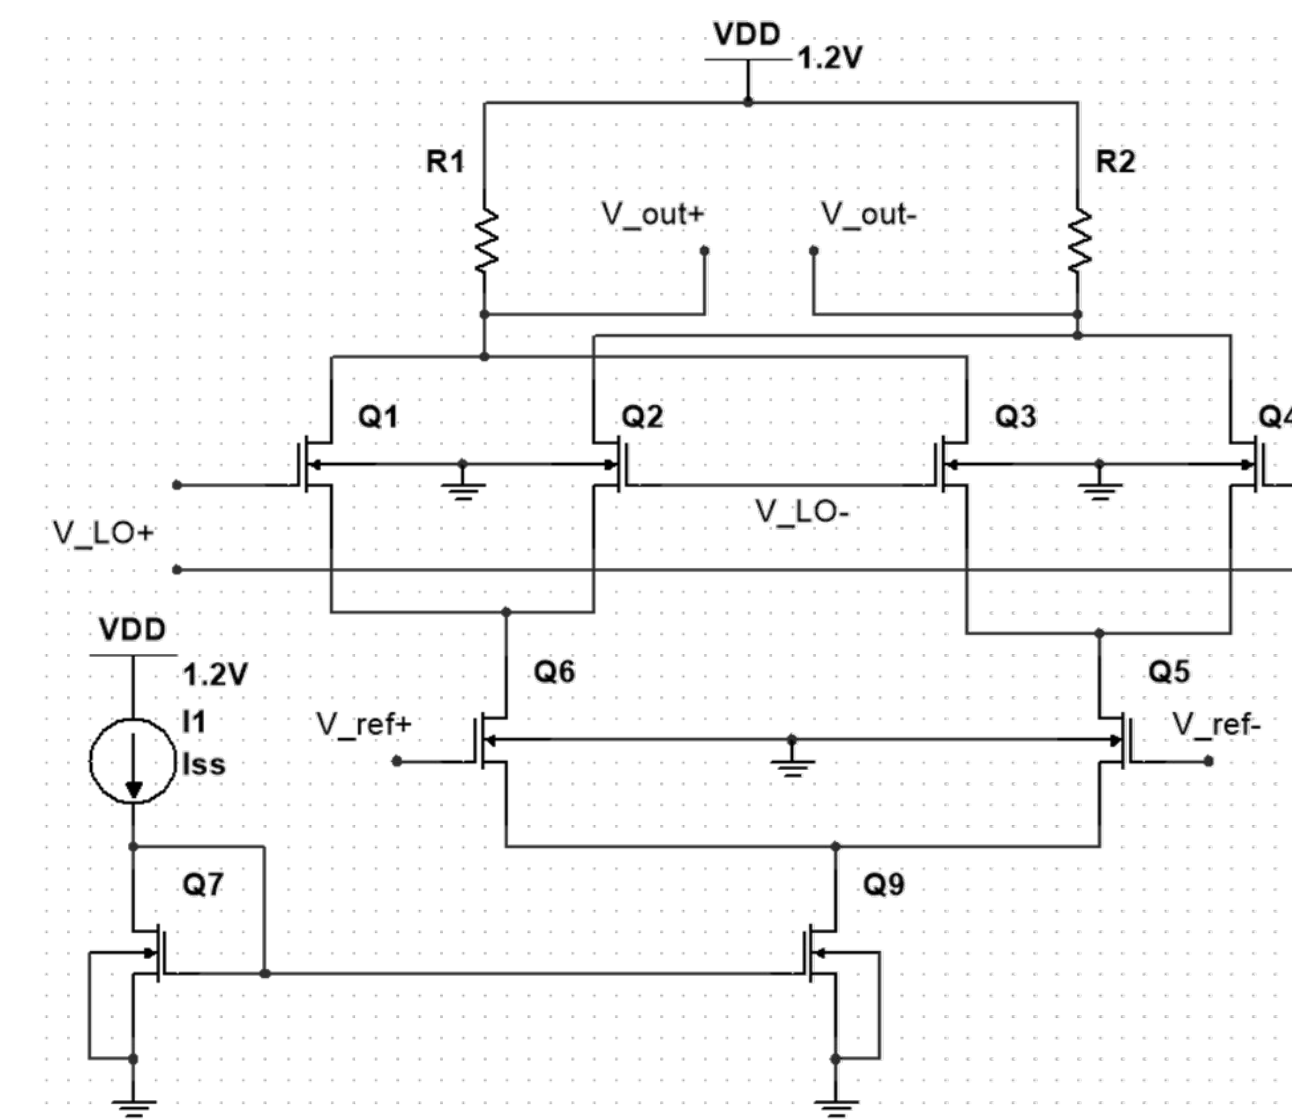 VDD
1.2V
R1
R2
V_out+
V_out-
Q1
Q2
Q3
Q4
V_LO-
V_LO+
VDD
1.2V
Q6
Q5
I1
V_ref+
V_ref-
Iss
Q7
Q9